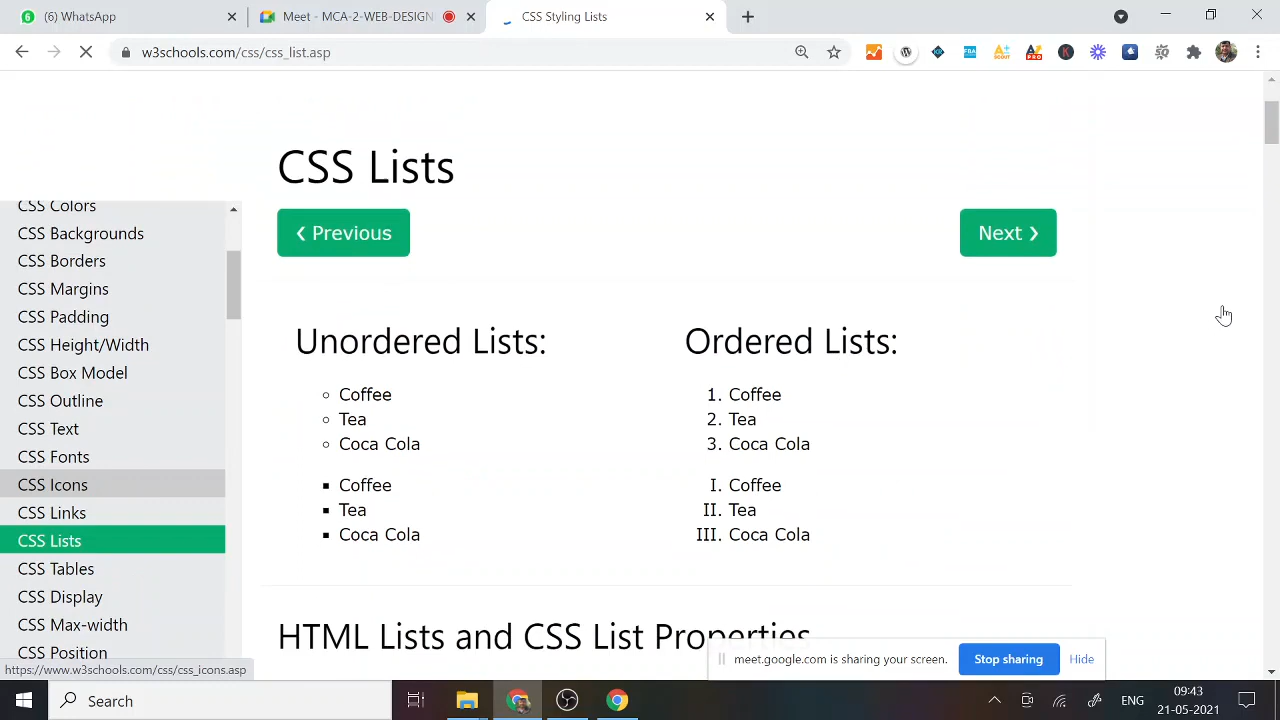 6
(6) WhatsApp
Meet - MCA-2-WEB-DESIGN
CSS Styling Lists
w3schools.com/css/css_list.asp
CSS Lists
Previous
Next
CSS Colors
CSS Backgrounds
CSS Borders
CSS Margins
CSS Padding
CSS Height/Width
CSS Box Model
CSS Outline
CSS Text
CSS Fonts
CSS Icons
CSS Links
CSS Lists
CSS Tables
CSS Display
CSS Max-width
CSS Position
https://www.w3schools.com/css/css_icons.asp
Unordered Lists:
Coffee
Tea
Coca Cola
Coffee
Tea
Coca Cola
Ordered Lists:
1. Coffee
2. Tea
3. Coca Cola
I. Coffee
II. Tea
III. Coca Cola
HTML Lists and CSS List Properties
meet.google.com is sharing your screen.
Stop sharing
Hide
Search
ENG
09:43
21-05-2021